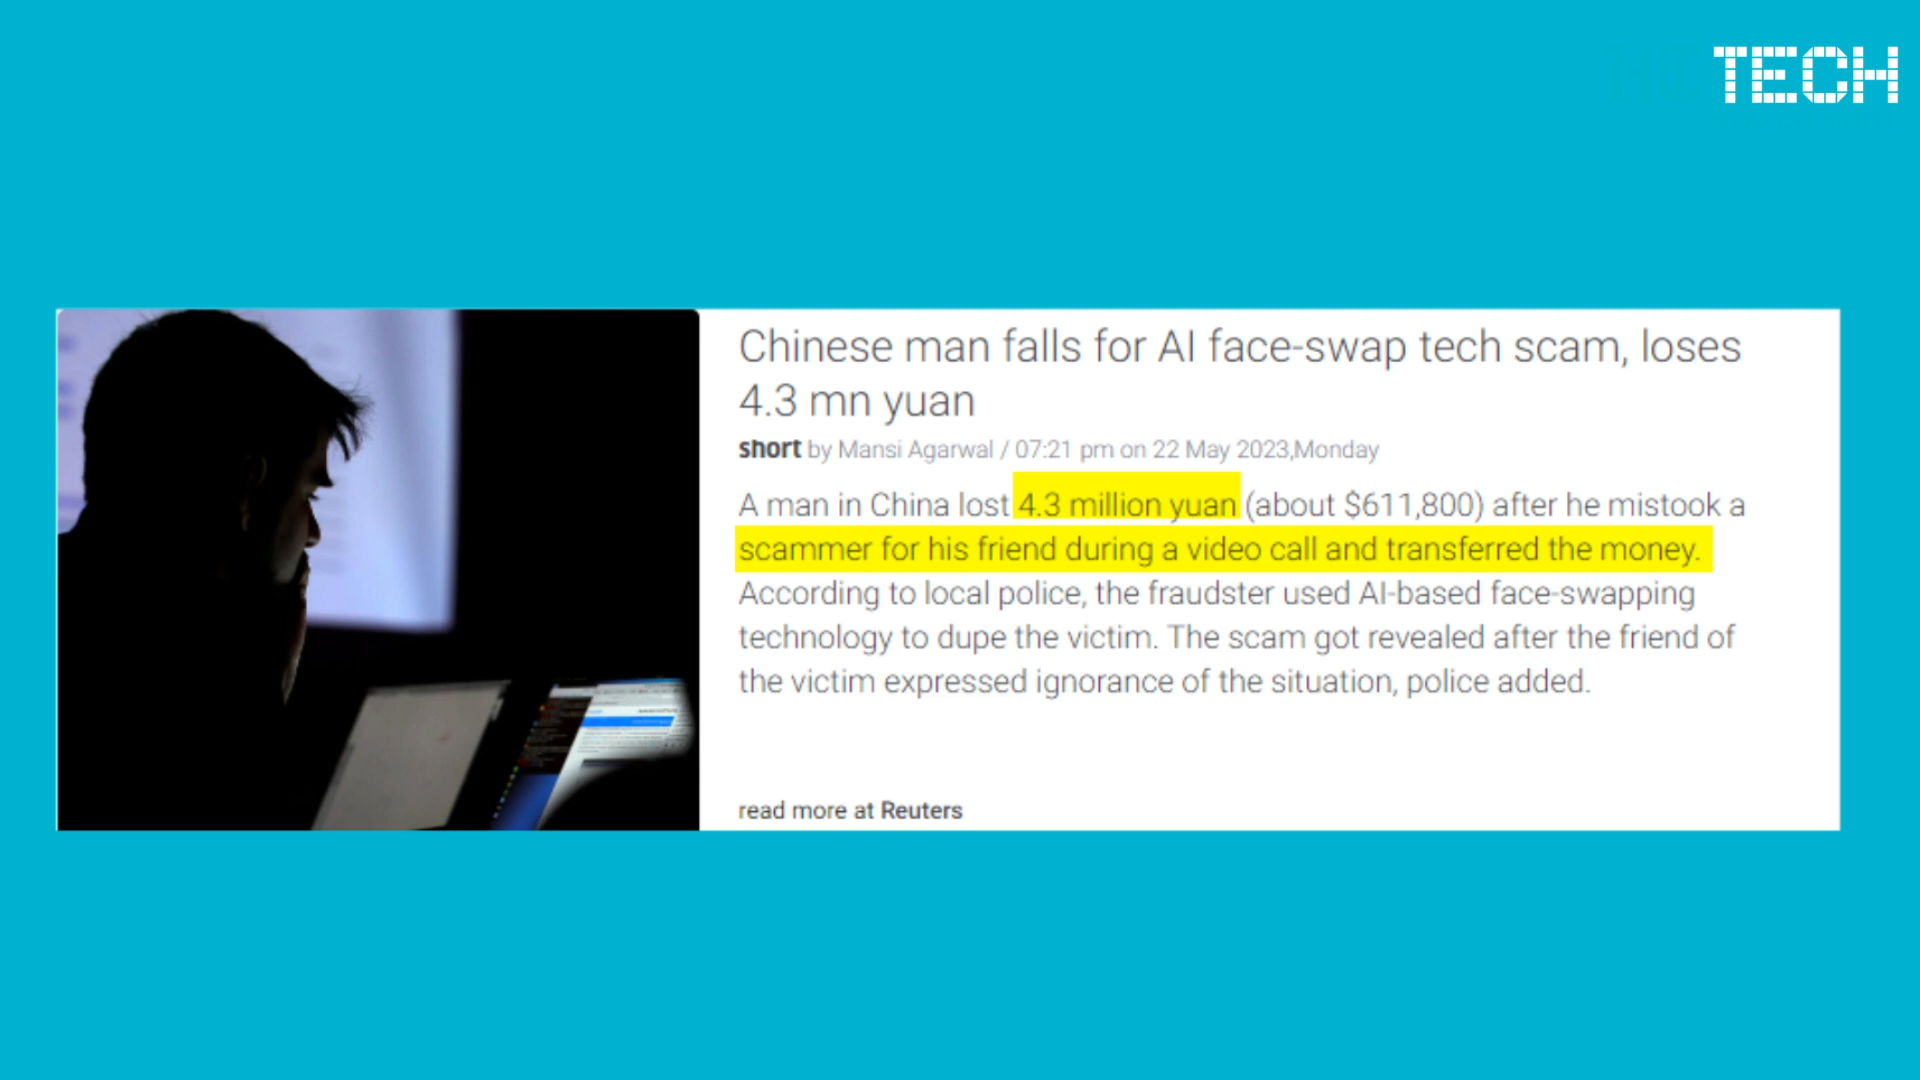 TECH
Chinese man falls for AI face-swap tech scam, loses
4.3 mn yuan
short by Mansi Agarwal / 07:21 pm on 22 May 2023,Monday
A man in China lost 4.3 million yuan (about $611,800) after he mistook a
scammer for his friend during a video call and transferred the money.
According to local police, the fraudster used AI-based face-swapping
technology to dupe the victim. The scam got revealed after the friend of
the victim expressed ignorance of the situation, police added.
read more at Reuters